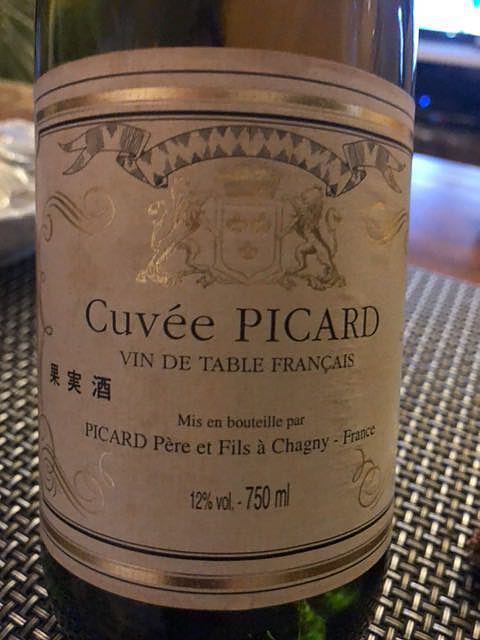 Cuvée PICARD
VIN DE TABLE FRANÇAIS
果実酒
Mis en bouteille par
PICARD Père et Fils à Chagny - France
12% vol. - 750 ml